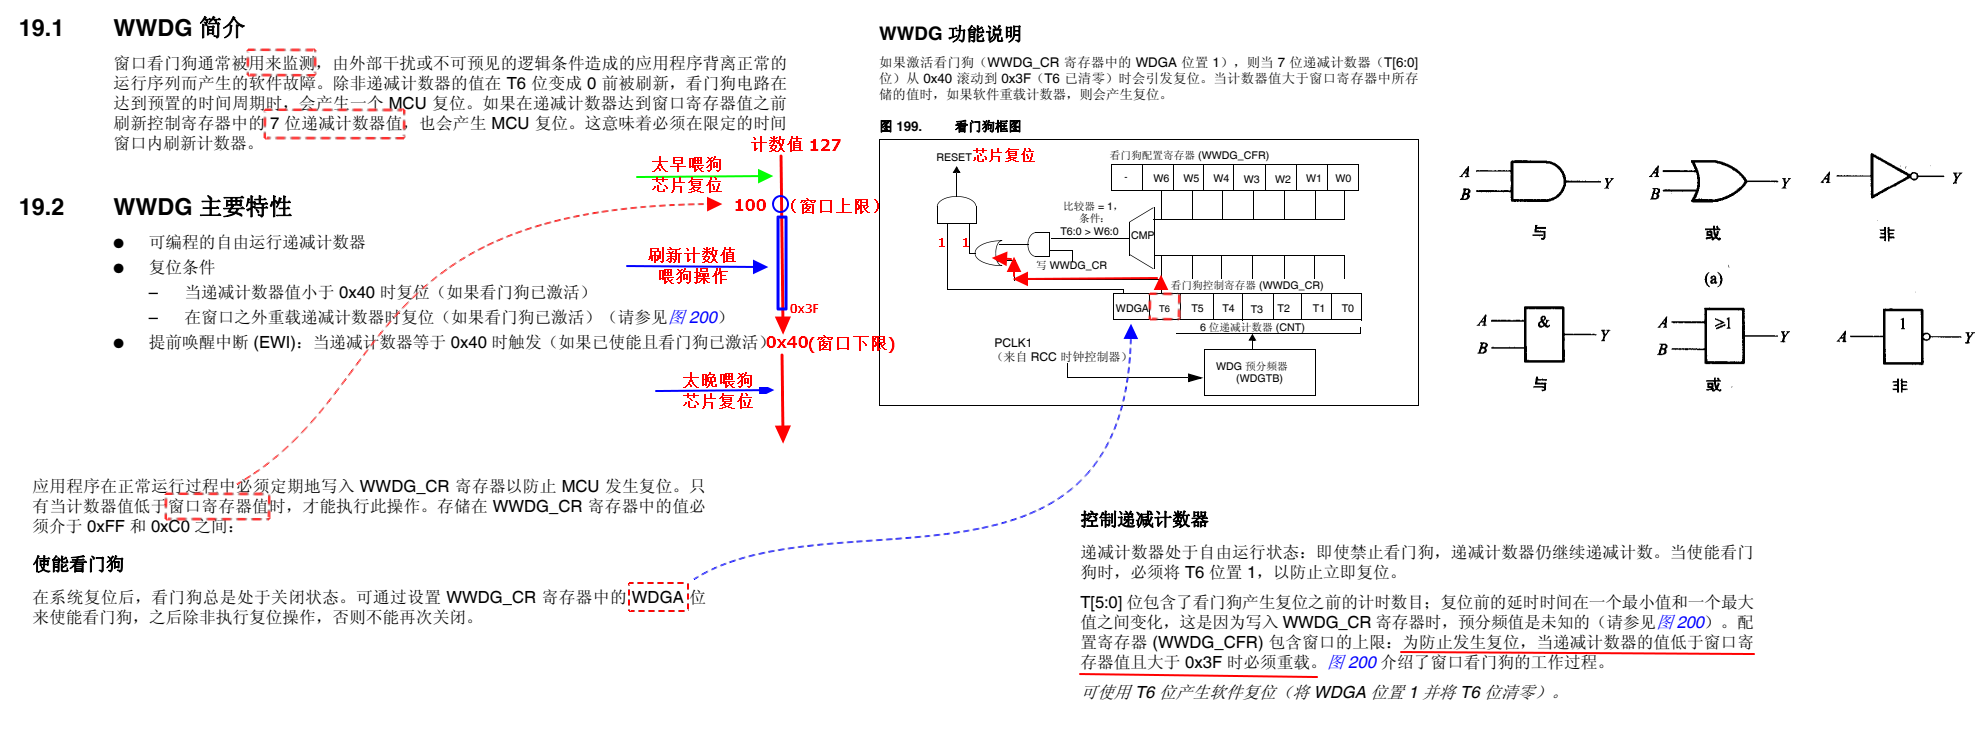 19.1 WWDG 简介
窗口看门狗通常被用来监测，由外部干扰或不可预见的逻辑条件造成的应用程序背离正常的
运行序列而产生的软件故障。除非递减计数器的值在 T6 位变成 0 前被刷新，看门狗电路在
达到预置的时间周期时，会产生一个 MCU 复位。如果在递减计数器达到窗口寄存器值之前
刷新控制寄存器中的 7 位递减计数器值，也会产生 MCU 复位。这意味着必须在限定的时间
窗口内刷新计数器。
19.2 WWDG 主要特性
● 可编程的自由运行递减计数器
● 复位条件
– 当递减计数器值小于 0x40 时复位（如果看门狗已激活）
– 在窗口之外重载递减计数器时复位（如果看门狗已激活）（请参见图 200）
● 提前唤醒中断 (EWI)：当递减计数器等于 0x40 时触发（如果已使能且看门狗已激活）
计数值 127
太早喂狗
芯片复位
100 （窗口上限）
刷新计数值
喂狗操作
0x3F
0x40(窗口下限)
太晚喂狗
芯片复位
应用程序在正常运行过程中必须定期地写入 WWDG_CR 寄存器以防止 MCU 发生复位。只
有当计数器值低于窗口寄存器值时，才能执行此操作。存储在 WWDG_CR 寄存器中的值必
须介于 0xFF 和 0xC0 之间：
使能看门狗
在系统复位后，看门狗总是处于关闭状态。可通过设置 WWDG_CR 寄存器中的 WDGA 位
来使能看门狗，之后除非执行复位操作，否则不能再次关闭。
WWDG 功能说明
如果激活看门狗（WWDG_CR 寄存器中的 WDGA 位置 1），则当 7 位递减计数器（T[6:0]
位）从 0x40 滚动到 0x3F（T6 已清零）时会引发复位。当计数器值大于窗口寄存器中所存
储的值时，如果软件重载计数器，则会产生复位。
图 199. 看门狗框图
RESET 芯片复位
看门狗配置寄存器 (WWDG_CFR)
- W6 W5 W4 W3 W2 W1 W0
比较器 = 1，
条件：
T6:0 > W6:0
CMP
1 1
写 WWDG_CR
看门狗控制寄存器 (WWDG_CR)
WDGA T6 T5 T4 T3 T2 T1 T0
6 位递减计数器 (CNT)
PCLK1
（来自 RCC 时钟控制器）
WDG 预分频器
(WDGTB)
A B Y
A B Y
A Y
与 或 非
(a)
A B & Y
A B ≥1 Y
A 1 Y
与 或 非
控制递减计数器
递减计数器处于自由运行状态：即使禁止看门狗，递减计数器仍继续递减计数。当使能看门
狗时，必须将 T6 位置 1，以防止立即复位。
T[5:0] 位包含了看门狗产生复位之前的计时数目；复位前的延时时间在一个最小值和一个最大
值之间变化，这是因为写入 WWDG_CR 寄存器时，预分频值是未知的（请参见图 200）。配
置寄存器 (WWDG_CFR) 包含窗口的上限：为防止发生复位，当递减计数器的值低于窗口寄
存器值且大于 0x3F 时必须重载。图 200 介绍了窗口看门狗的工作过程。
可使用 T6 位产生软件复位（将 WDGA 位置 1 并将 T6 位清零）。